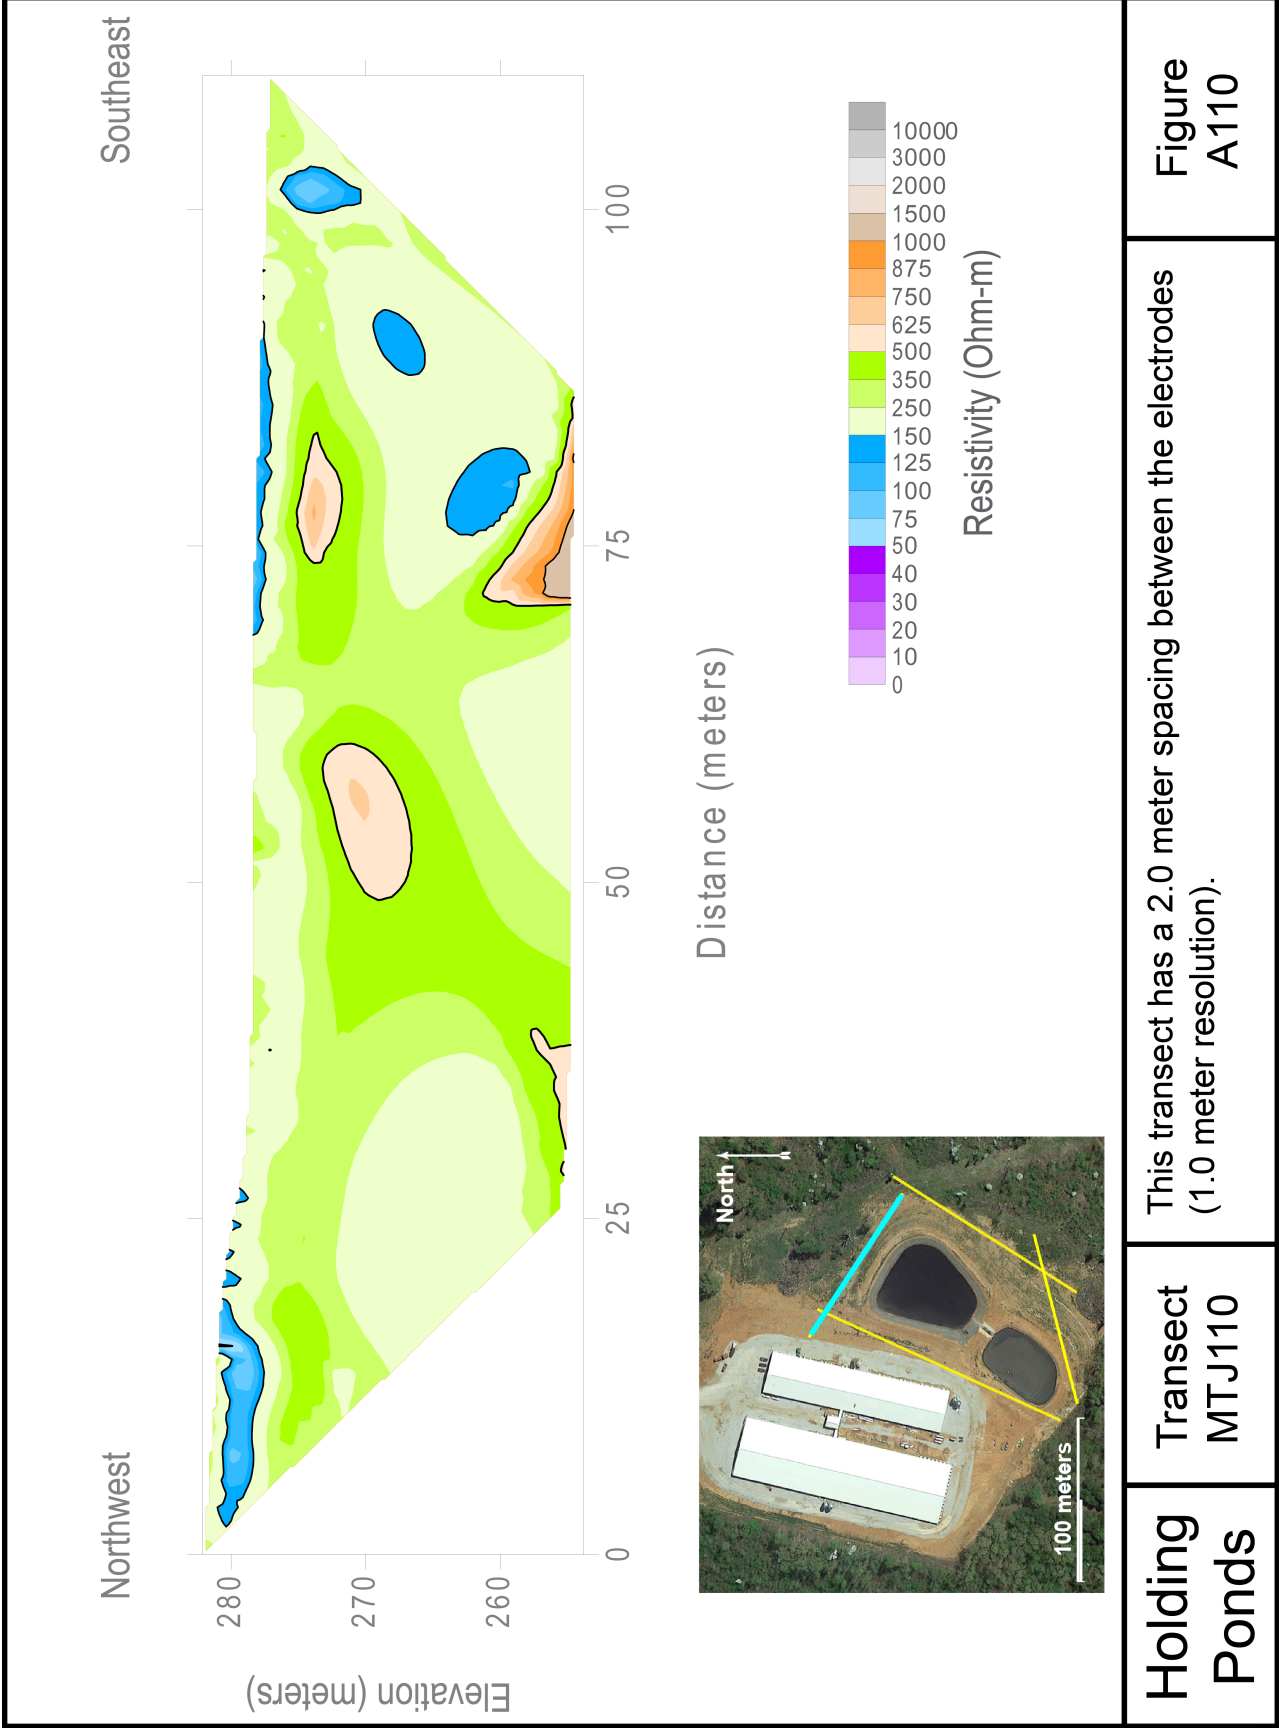 Northwest
Southeast
Elevation (meters)
280
270
260
0
25
50
75
100
Distance (meters)
North
100 meters
0
10
20
30
40
50
75
100
125
150
250
350
500
625
750
875
1000
1500
2000
3000
10000
Resistivity (Ohm-m)
Holding
Ponds
Transect
MTJ110
This transect has a 2.0 meter spacing between the electrodes
(1.0 meter resolution).
Figure
A110